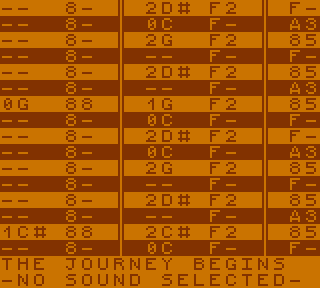 -- 8- 2D# F2 F-
-- 8- 0C F- A3
-- 8- 2G F2 85
-- 8- -- F- F-
-- 8- 2D# F2 85
-- 8- -- F- A3
0G 88 1G F2 85
-- 8- 0C F- F-
-- 8- 2D# F2 F-
-- 8- 0C F- A3
-- 8- 2G F2 85
-- 8- -- F- F-
-- 8- 2D# F2 85
-- 8- -- F- A3
1C# 88 2C# F2 85
-- 8- 0C F- F-
THE JOURNEY BEGINS
-NO SOUND SELECTED-